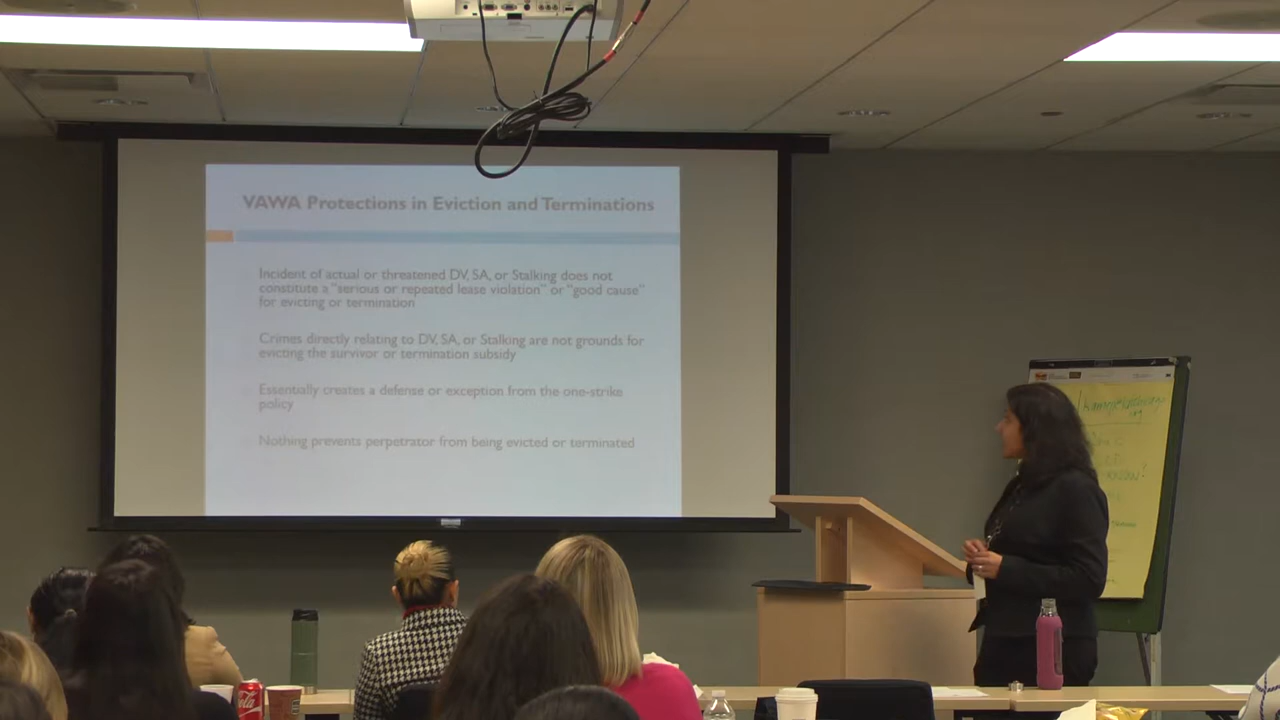 VAWA Protections in Eviction and Terminations
Incident of actual or threatened DV, SA, or Stalking does not
constitute a "serious or repeated lease violation" or "good cause"
for evicting or termination
Crimes directly relating to DV, SA, or Stalking are not grounds for
evicting the survivor or termination subsidy
Essentially creates a defense or exception from the one-strike
policy
Nothing prevents perpetrator from being evicted or terminated
Coca-Cola